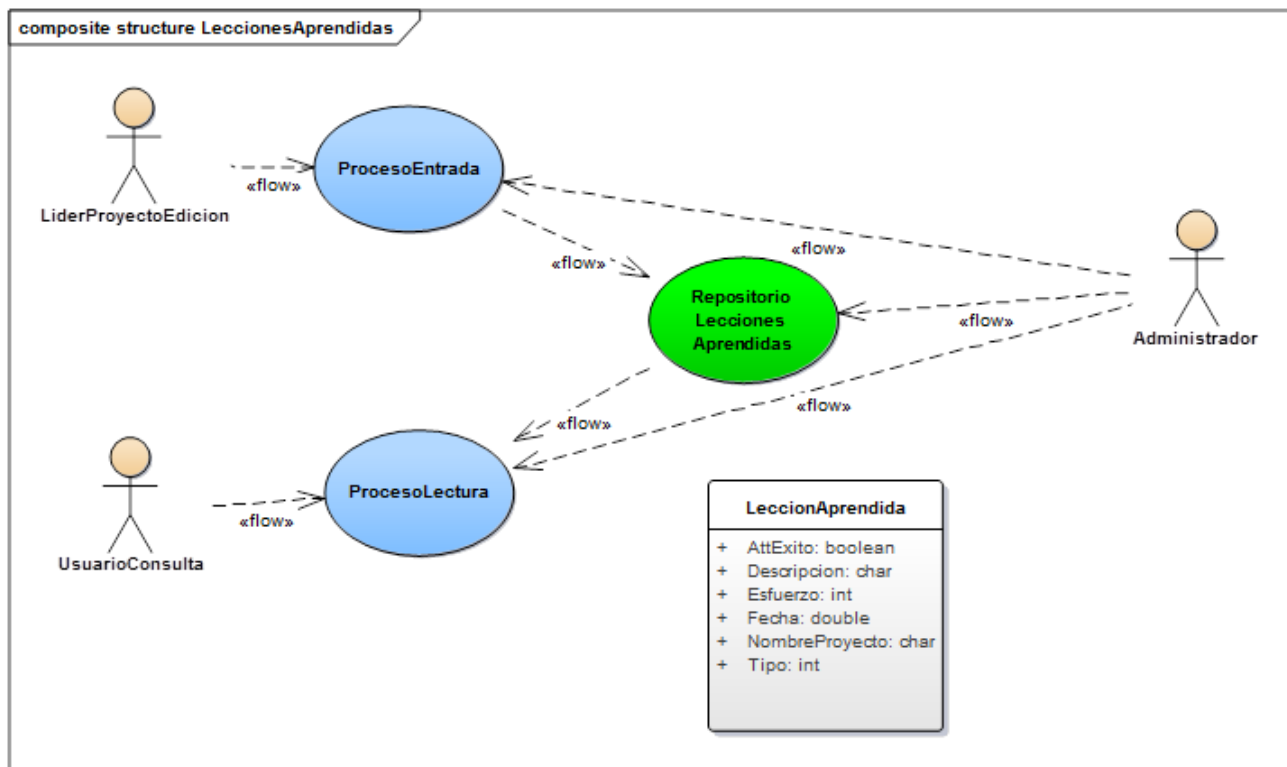 composite structure LeccionesAprendidas
LiderProyectoEdicion
«flow»
ProcesoEntrada
«flow»
«flow»
Repositorio
Lecciones
Aprendidas
«flow»
Administrador
«flow»
«flow»
UsuarioConsulta
«flow»
ProcesoLectura
LeccionAprendida
+ AttExito: boolean
+ Descripcion: char
+ Esfuerzo: int
+ Fecha: double
+ NombreProyecto: char
+ Tipo: int